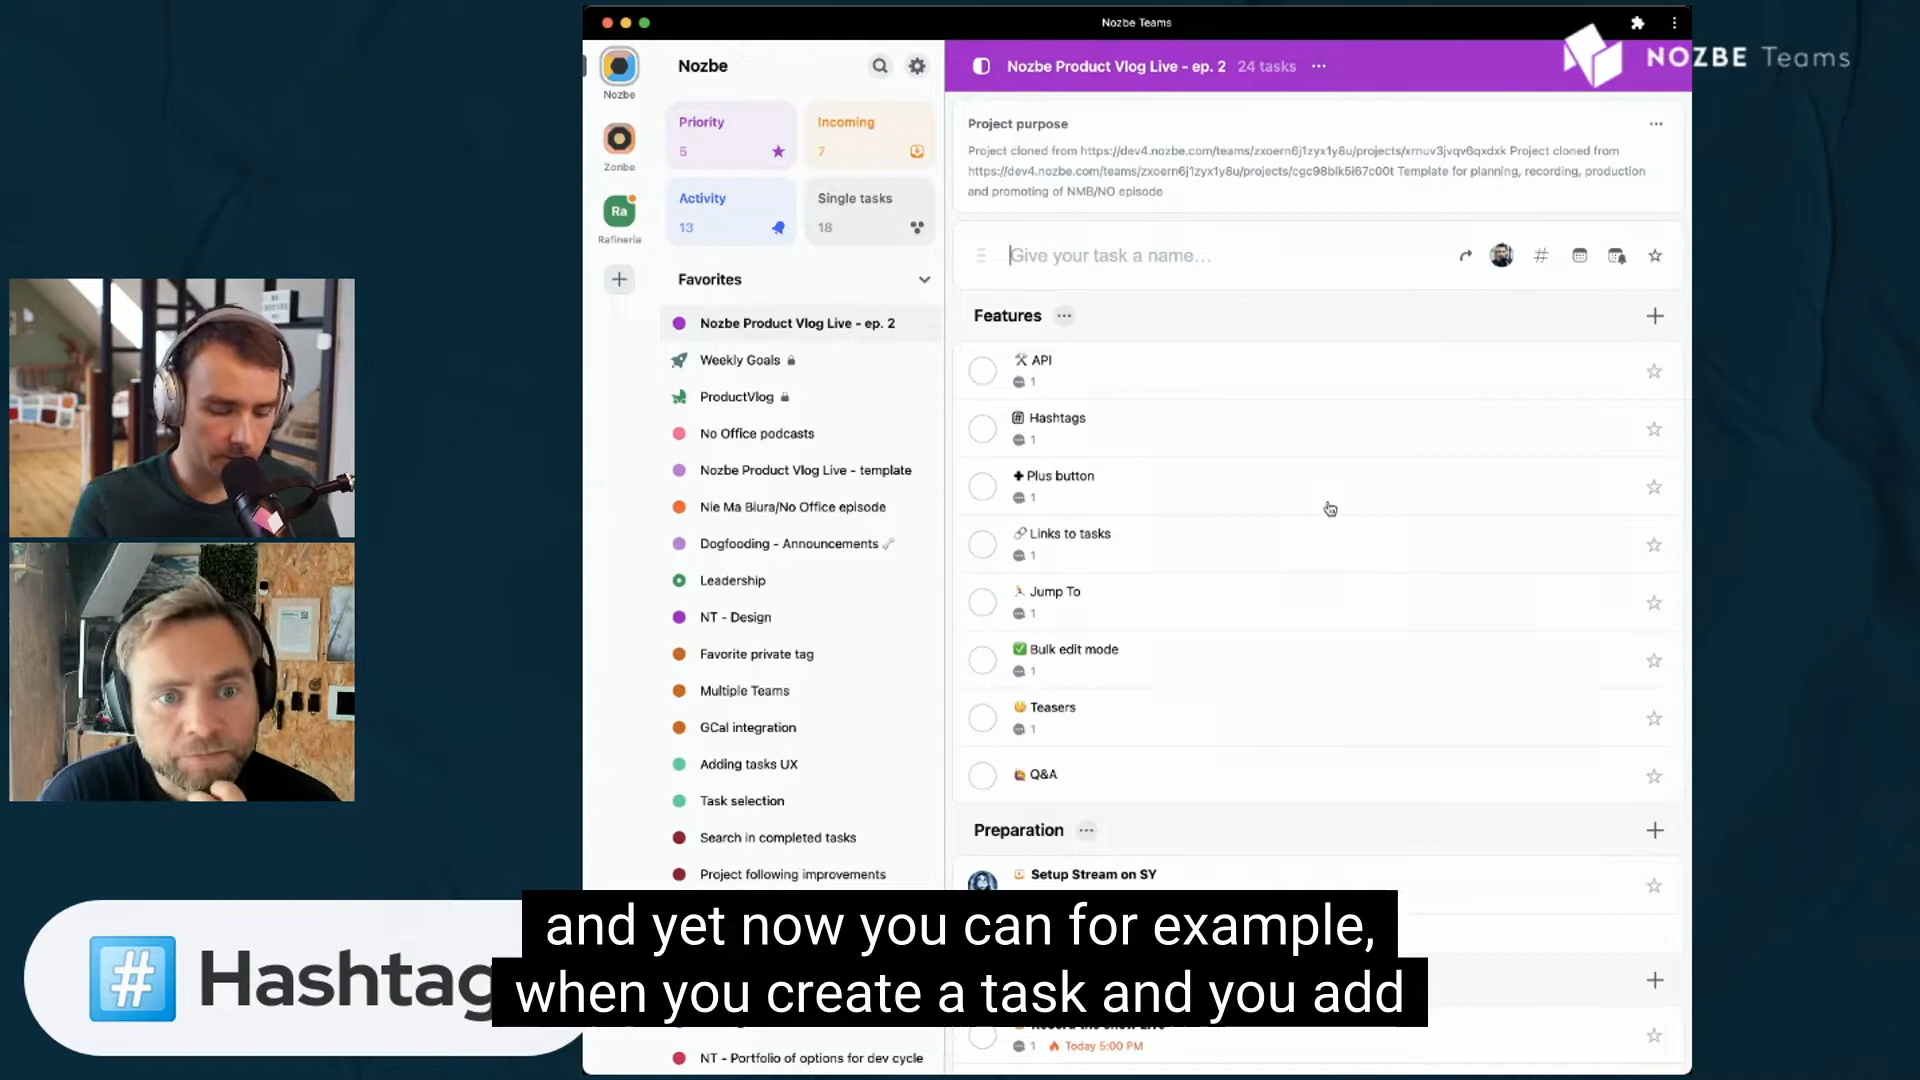 Nozbe Teams
NOZBE Teams
Nozbe
Nozbe
Zonbe
Ra
Rafineria
Priority
5
Incoming
7
Activity
13
Single tasks
18
Favorites
Nozbe Product Vlog Live - ep. 2
Weekly Goals
ProductVlog
No Office podcasts
Nozbe Product Vlog Live - template
Nie Ma Biura/No Office episode
Dogfooding - Announcements
Leadership
NT - Design
Favorite private tag
Multiple Teams
GCal integration
Adding tasks UX
Task selection
Search in completed tasks
Project following improvements
NT - Portfolio of options for dev cycle
Nozbe Product Vlog Live - ep. 2 24 tasks
Project purpose
Project cloned from https://dev4.nozbe.com/teams/zxoern6j1zyx1y8u/projects/xmuv3jvqv6qxdxk Project cloned from
https://dev4.nozbe.com/teams/zxoern6j1zyx1y8u/projects/cgc98blk5i67c00t Template for planning, recording, production
and promoting of NMB/NO episode
Give your task a name...
Features
API
1
Hashtags
1
Plus button
1
Links to tasks
1
Jump To
1
Bulk edit mode
1
Teasers
1
Q&A
Preparation
Setup Stream on SY
1 Today 5:00 PM
# Hashtag
and yet now you can for example,
when you create a task and you add